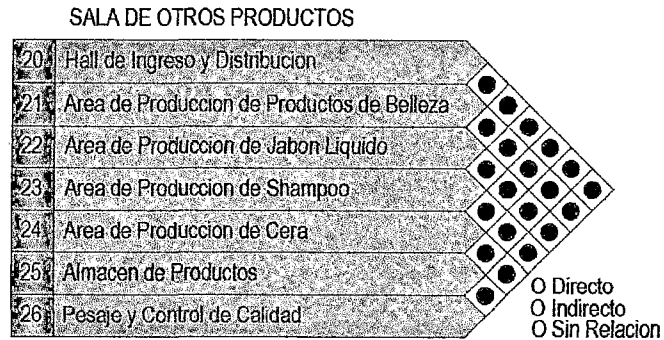 SALA DE OTROS PRODUCTOS
20 Hall de Ingreso y Distribucion
21 Area de Produccion de Productos de Belleza
22 Area de Produccion de Jabon Liquido
23 Area de Produccion de Shampoo
24 Area de Produccion de Cera
25 Almacen de Productos
26 Pesaje y Control de Calidad
O Directo
O Indirecto
O Sin Relacion